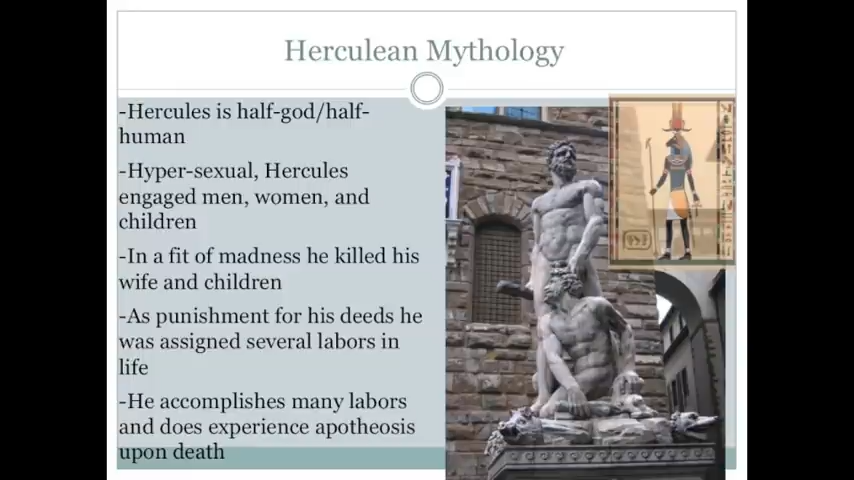 Herculean Mythology
-Hercules is half-god/half-
human
-Hyper-sexual, Hercules
engaged men, women, and
children
-In a fit of madness he killed his
wife and children
-As punishment for his deeds he
was assigned several labors in
life
-He accomplishes many labors
and does experience apotheosis
upon death